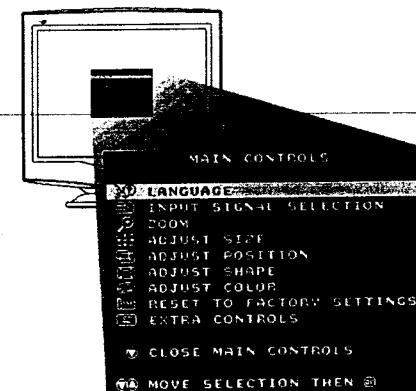 MAIN CONTROLS
LANGUAGE
INPUT SIGNAL SELECTION
ZOOM
ADJUST SIZE
ADJUST POSITION
ADJUST SHAPE
ADJUST COLOR
RESET TO FACTORY SETTINGS
EXTRA CONTROLS
CLOSE MAIN CONTROLS
MOVE SELECTION THEN